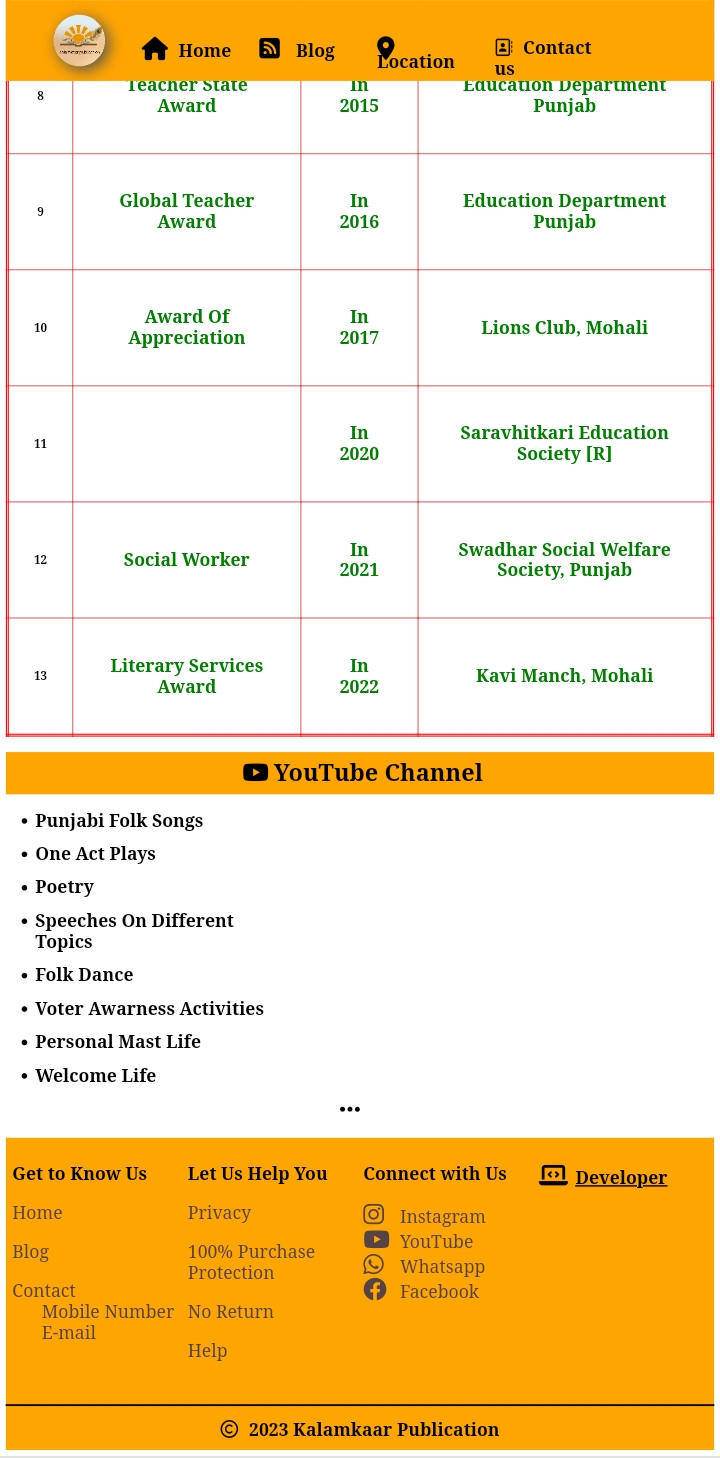 Home
Blog
Location
Contact
us
8
Teacher State
Award
In
2015
Education Department
Punjab
9
Global Teacher
Award
In
2016
Education Department
Punjab
10
Award Of
Appreciation
In
2017
Lions Club, Mohali
11
In
2020
Saravhitkari Education
Society [R]
12
Social Worker
In
2021
Swadhar Social Welfare
Society, Punjab
13
Literary Services
Award
In
2022
Kavi Manch, Mohali
YouTube Channel
• Punjabi Folk Songs
• One Act Plays
• Poetry
• Speeches On Different
Topics
• Folk Dance
• Voter Awarness Activities
• Personal Mast Life
• Welcome Life
...
Get to Know Us
Home
Blog
Contact
Mobile Number
E-mail
Let Us Help You
Privacy
100% Purchase
Protection
No Return
Help
Connect with Us
Instagram
YouTube
Whatsapp
Facebook
Developer
© 2023 Kalamkaar Publication